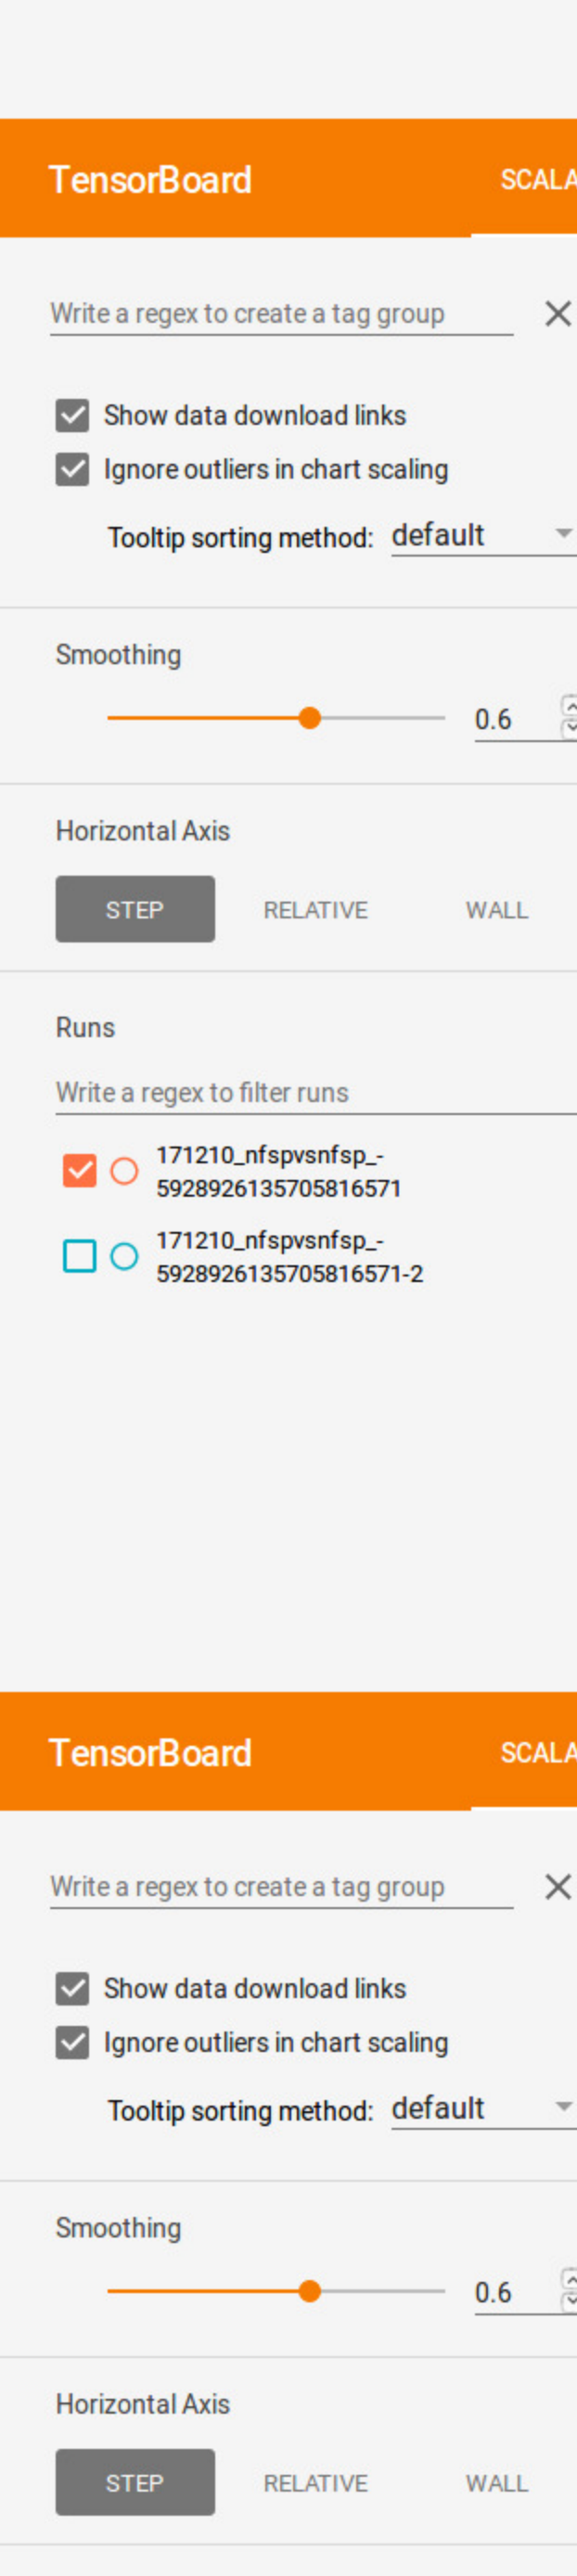 TensorBoard
SCALA
Write a regex to create a tag group
Show data download links
Ignore outliers in chart scaling
Tooltip sorting method: default
Smoothing
0.6
Horizontal Axis
STEP RELATIVE WALL
Runs
Write a regex to filter runs
171210_nfspvsnfsp_-
5928926135705816571
171210_nfspvsnfsp_-
5928926135705816571-2
TensorBoard
SCALA
Write a regex to create a tag group
Show data download links
Ignore outliers in chart scaling
Tooltip sorting method: default
Smoothing
0.6
Horizontal Axis
STEP RELATIVE WALL